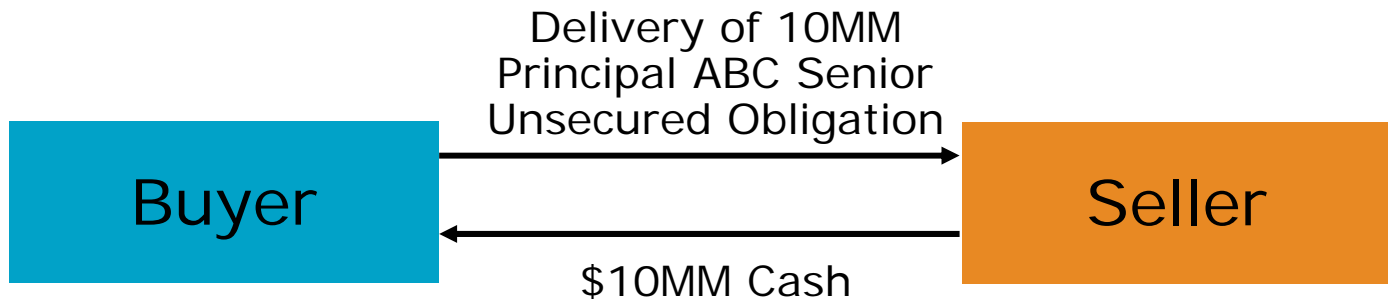 Delivery of 10MM
Principal ABC Senior
Unsecured Obligation
Buyer
Seller
$10MM Cash